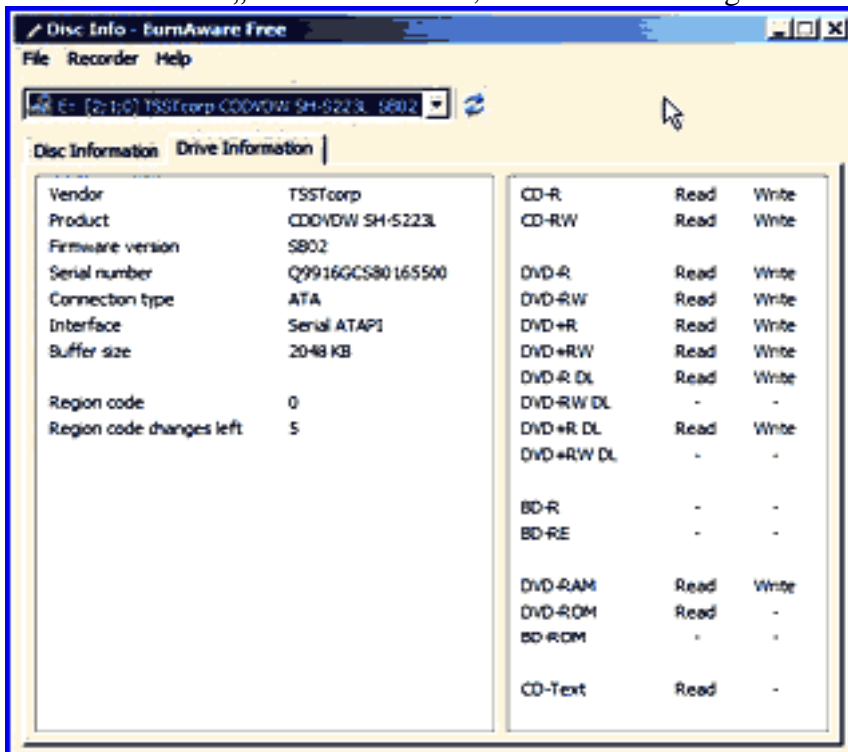 Disc Info - BurnAware Free
File Recorder Help
E: [2;1;0] TSSTcorp CDDVDW SH-S223L SB02
Disc Information Drive Information
Vendor TSSTcorp
Product CDDVDW SH-S223L
Firmware version SB02
Serial number Q9916GCS80165500
Connection type ATA
Interface Serial ATAPI
Buffer size 2048 KB
Region code 0
Region code changes left 5
CD-R Read Write
CD-RW Read Write
DVD-R Read Write
DVD-RW Read Write
DVD+R Read Write
DVD+RW Read Write
DVD-R DL Read Write
DVD-RW DL - -
DVD+R DL Read Write
DVD+RW DL - -
BD-R - -
BD-RE - -
DVD-RAM Read Write
DVD-ROM Read -
BD-ROM - -
CD-Text Read -